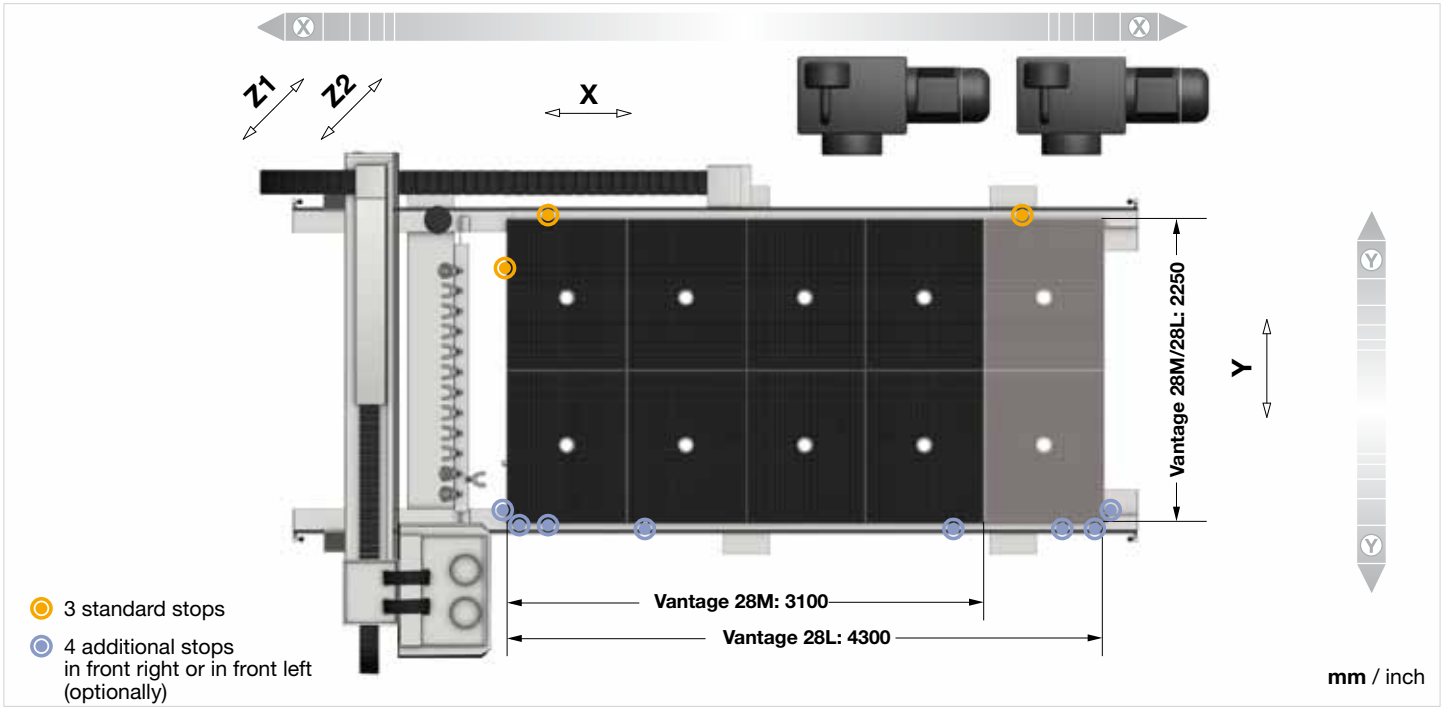 X
X
Z1
Z2
X
Vantage 28M/28L: 2250
Y
Y
Y
Vantage 28M: 3100
Vantage 28L: 4300
3 standard stops
4 additional stops
in front right or in front left
(optionally)
mm / inch